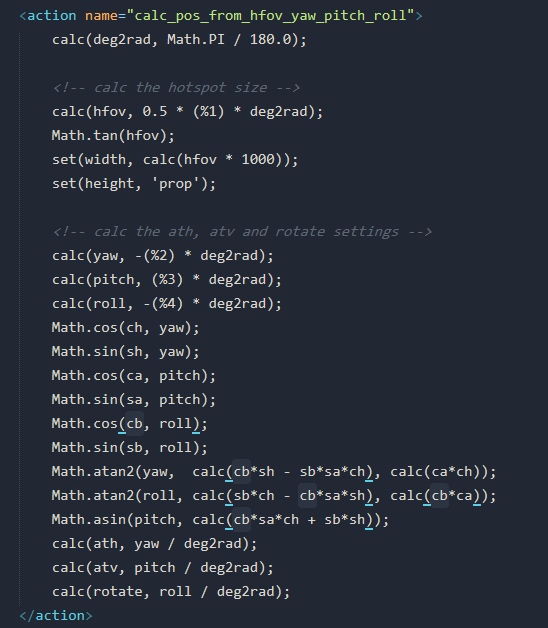 <action name="calc_pos_from_hfov_yaw_pitch_roll">
calc(deg2rad, Math.PI / 180.0);
<!-- calc the hotspot size -->
calc(hfov, 0.5 * (%1) * deg2rad);
Math.tan(hfov);
set(width, calc(hfov * 1000));
set(height, 'prop');
<!-- calc the ath, atv and rotate settings -->
calc(yaw, -(%2) * deg2rad);
calc(pitch, (%3) * deg2rad);
calc(roll, -(%4) * deg2rad);
Math.cos(ch, yaw);
Math.sin(sh, yaw);
Math.cos(ca, pitch);
Math.sin(sa, pitch);
Math.cos(cb, roll);
Math.sin(sb, roll);
Math.atan2(yaw,  calc(cb*sh - sb*sa*ch), calc(ca*ch));
Math.atan2(roll, calc(sb*ch - cb*sa*sh), calc(cb*ca));
Math.asin(pitch, calc(cb*sa*ch + sb*sh));
calc(ath, yaw / deg2rad);
calc(atv, pitch / deg2rad);
calc(rotate, roll / deg2rad);
</action>